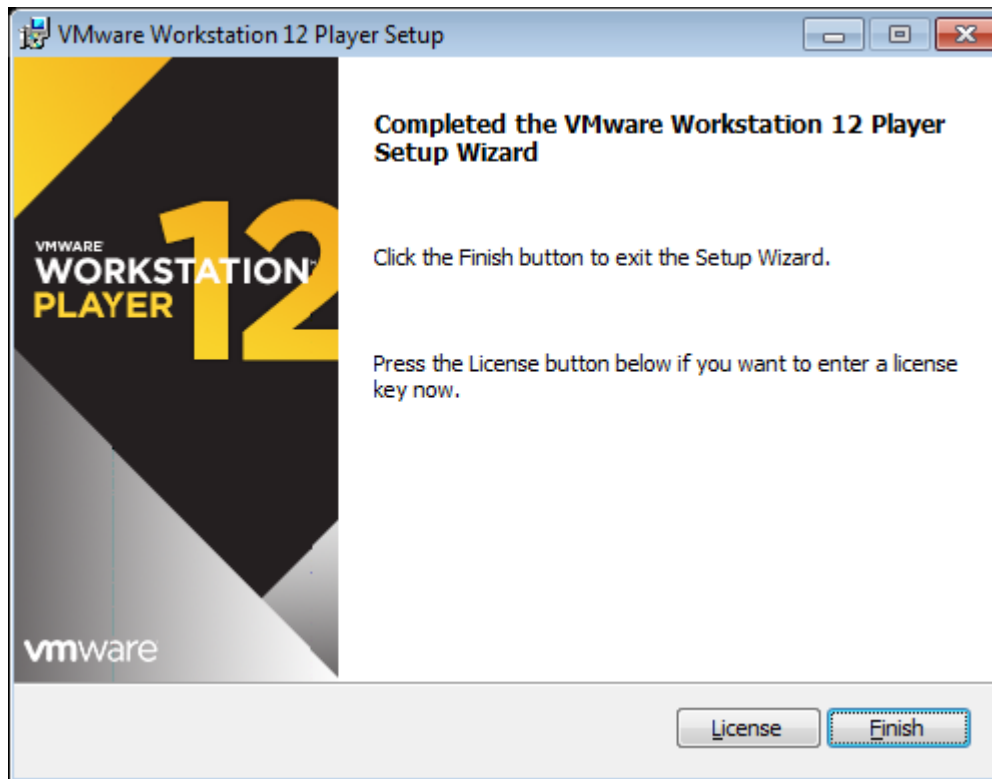 VMware Workstation 12 Player Setup
Completed the VMware Workstation 12 Player
Setup Wizard
VMWARE
WORKSTATION
PLAYER
12
Click the Finish button to exit the Setup Wizard.
Press the License button below if you want to enter a license
key now.
vmware
License
Finish